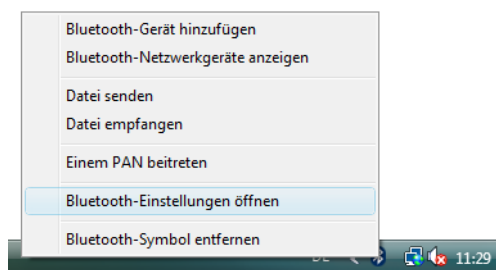 Bluetooth-Gerät hinzufügen
Bluetooth-Netzwerkgeräte anzeigen
Datei senden
Datei empfangen
Einem PAN beitreten
Bluetooth-Einstellungen öffnen
Bluetooth-Symbol entfernen
11:29